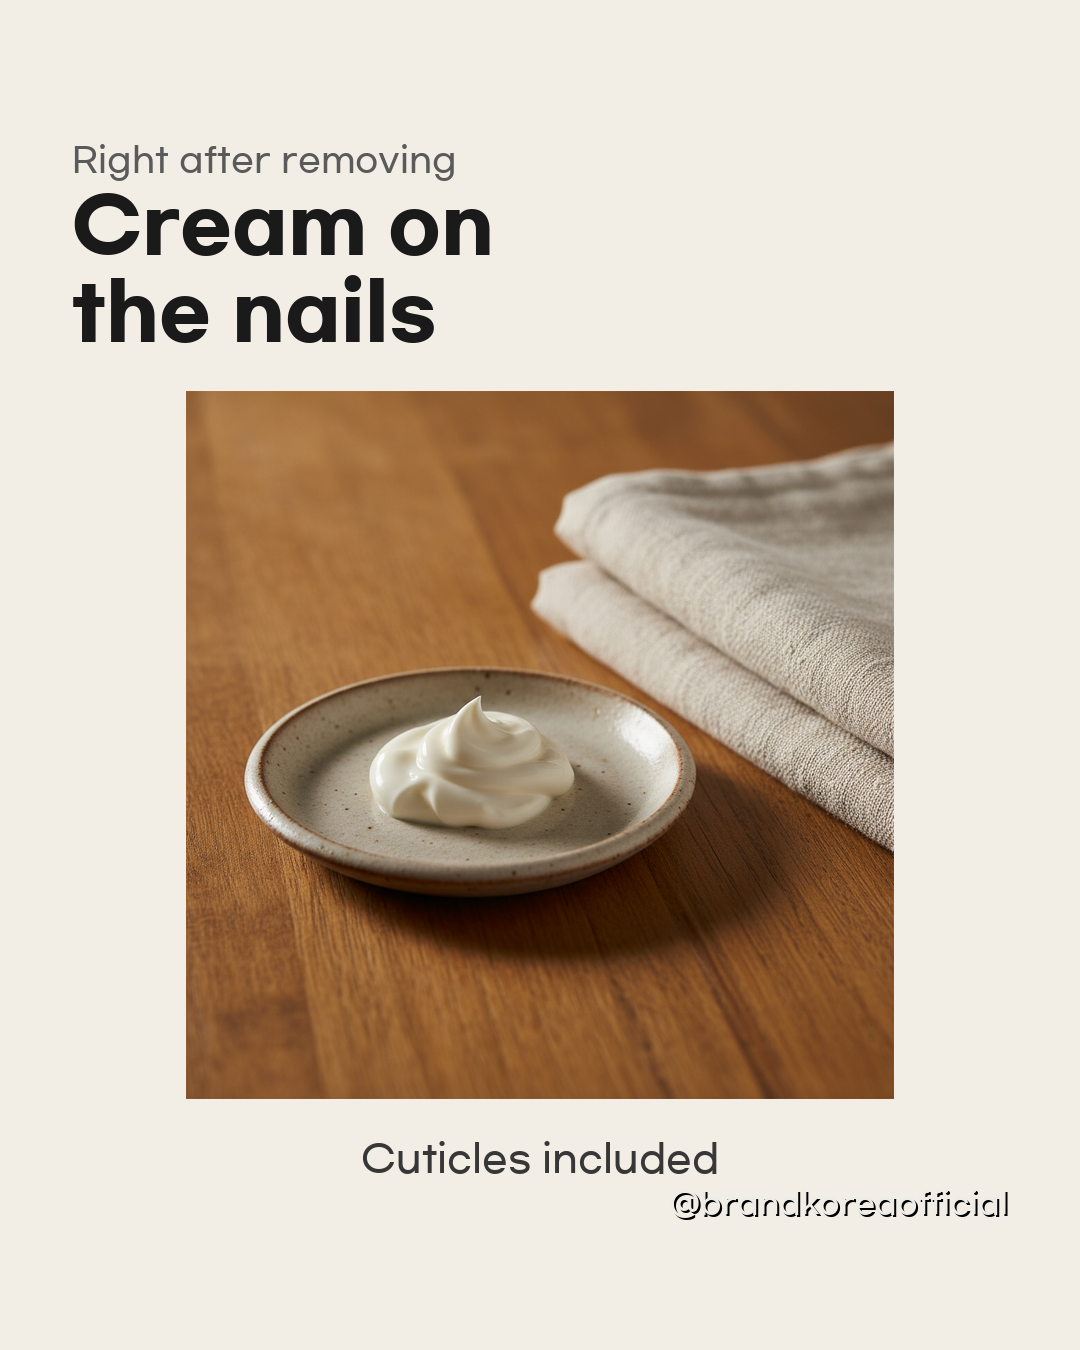 Right after removing
Cream on
the nails
Cuticles included
@brandkoreaofficial